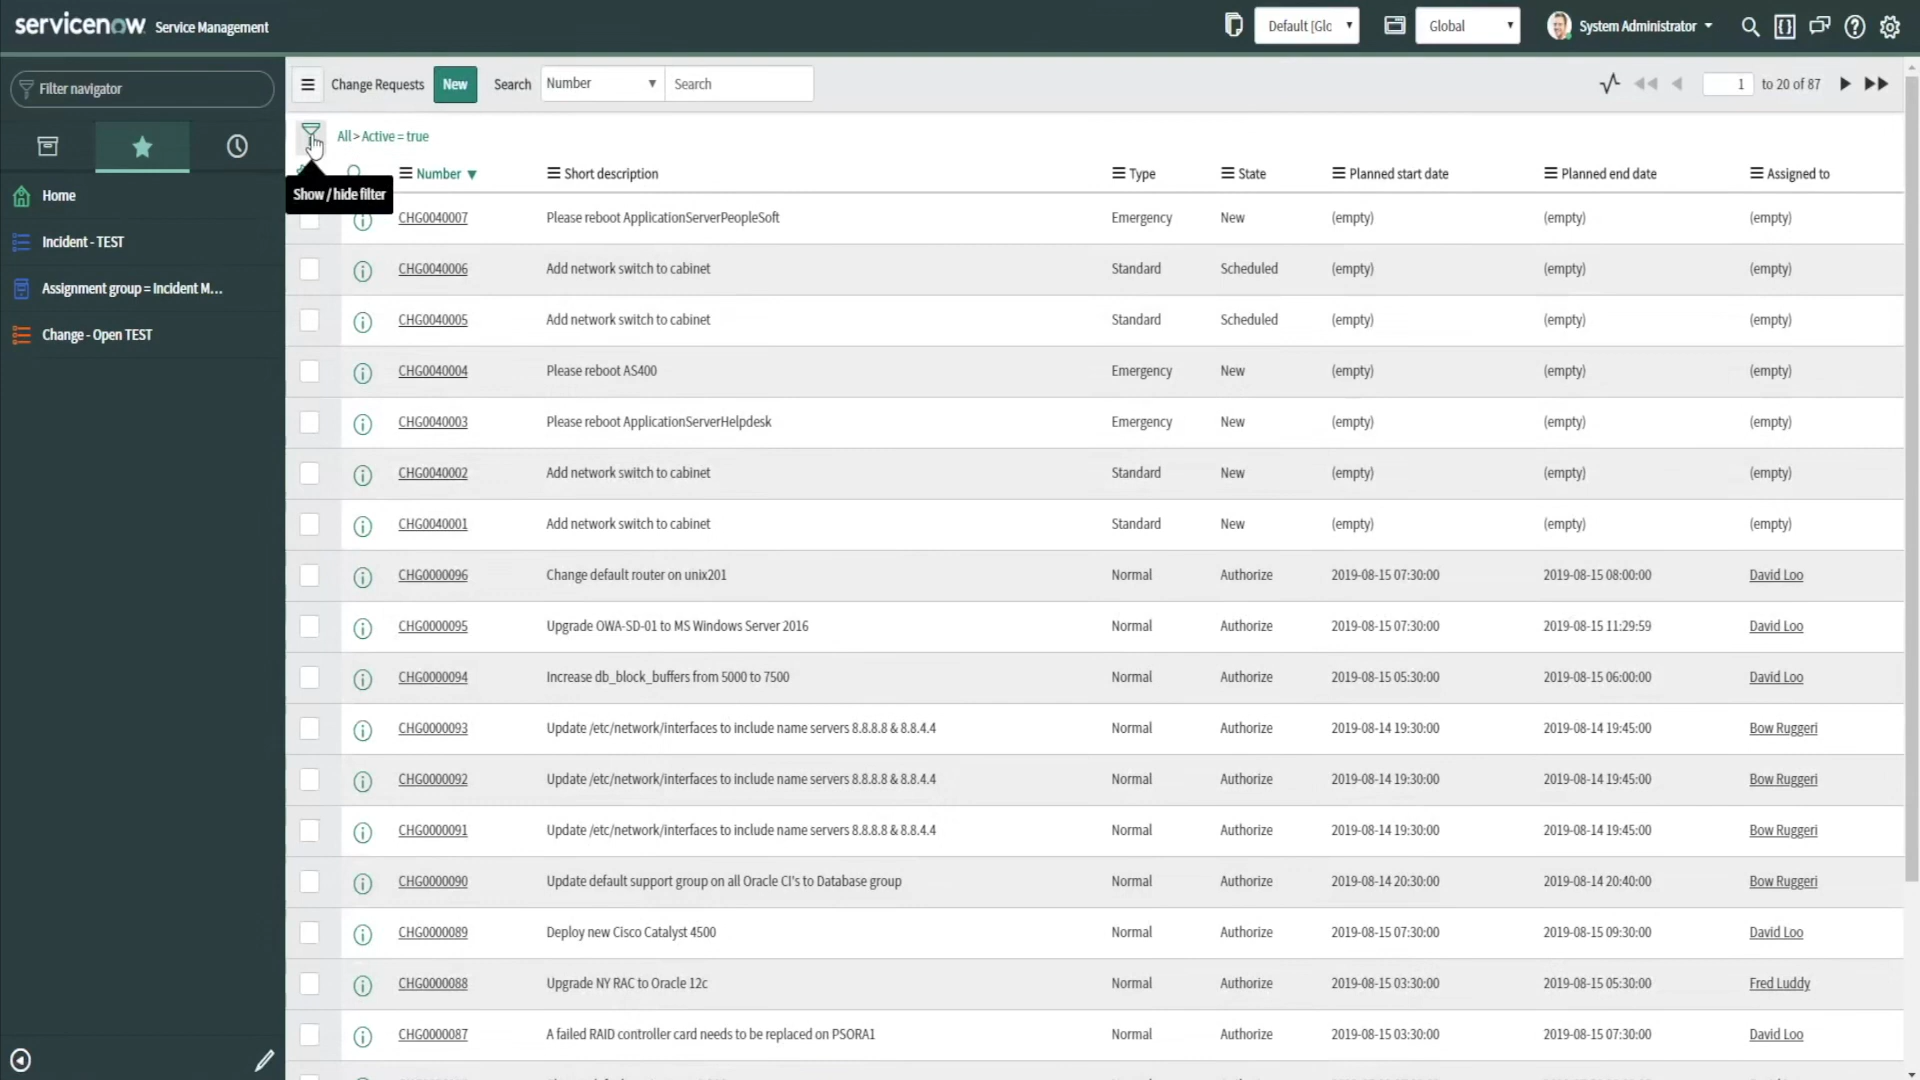 servicenow Service Management
Default [Glc
Global
System Administrator
Filter navigator
Home
Incident - TEST
Assignment group = Incident M...
Change - Open TEST
Change Requests New Search Number Search
1 to 20 of 87
All > Active = true
Show / hide filter
Number Short description Type State Planned start date Planned end date Assigned to
CHG0040007 Please reboot ApplicationServerPeopleSoft Emergency New (empty) (empty) (empty)
CHG0040006 Add network switch to cabinet Standard Scheduled (empty) (empty) (empty)
CHG0040005 Add network switch to cabinet Standard Scheduled (empty) (empty) (empty)
CHG0040004 Please reboot AS400 Emergency New (empty) (empty) (empty)
CHG0040003 Please reboot ApplicationServerHelpdesk Emergency New (empty) (empty) (empty)
CHG0040002 Add network switch to cabinet Standard New (empty) (empty) (empty)
CHG0040001 Add network switch to cabinet Standard New (empty) (empty) (empty)
CHG0000096 Change default router on unix201 Normal Authorize 2019-08-15 07:30:00 2019-08-15 08:00:00 David Loo
CHG0000095 Upgrade OWA-SD-01 to MS Windows Server 2016 Normal Authorize 2019-08-15 07:30:00 2019-08-15 11:29:59 David Loo
CHG0000094 Increase db_block_buffers from 5000 to 7500 Normal Authorize 2019-08-15 05:30:00 2019-08-15 06:00:00 David Loo
CHG0000093 Update /etc/network/interfaces to include name servers 8.8.8.8 & 8.8.4.4 Normal Authorize 2019-08-14 19:30:00 2019-08-14 19:45:00 Bow Ruggeri
CHG0000092 Update /etc/network/interfaces to include name servers 8.8.8.8 & 8.8.4.4 Normal Authorize 2019-08-14 19:30:00 2019-08-14 19:45:00 Bow Ruggeri
CHG0000091 Update /etc/network/interfaces to include name servers 8.8.8.8 & 8.8.4.4 Normal Authorize 2019-08-14 19:30:00 2019-08-14 19:45:00 Bow Ruggeri
CHG0000090 Update default support group on all Oracle CI's to Database group Normal Authorize 2019-08-14 20:30:00 2019-08-14 20:40:00 Bow Ruggeri
CHG0000089 Deploy new Cisco Catalyst 4500 Normal Authorize 2019-08-15 07:30:00 2019-08-15 09:30:00 David Loo
CHG0000088 Upgrade NY RAC to Oracle 12c Normal Authorize 2019-08-15 03:30:00 2019-08-15 05:30:00 Fred Luddy
CHG0000087 A failed RAID controller card needs to be replaced on PSORA1 Normal Authorize 2019-08-15 03:30:00 2019-08-15 07:30:00 David Loo